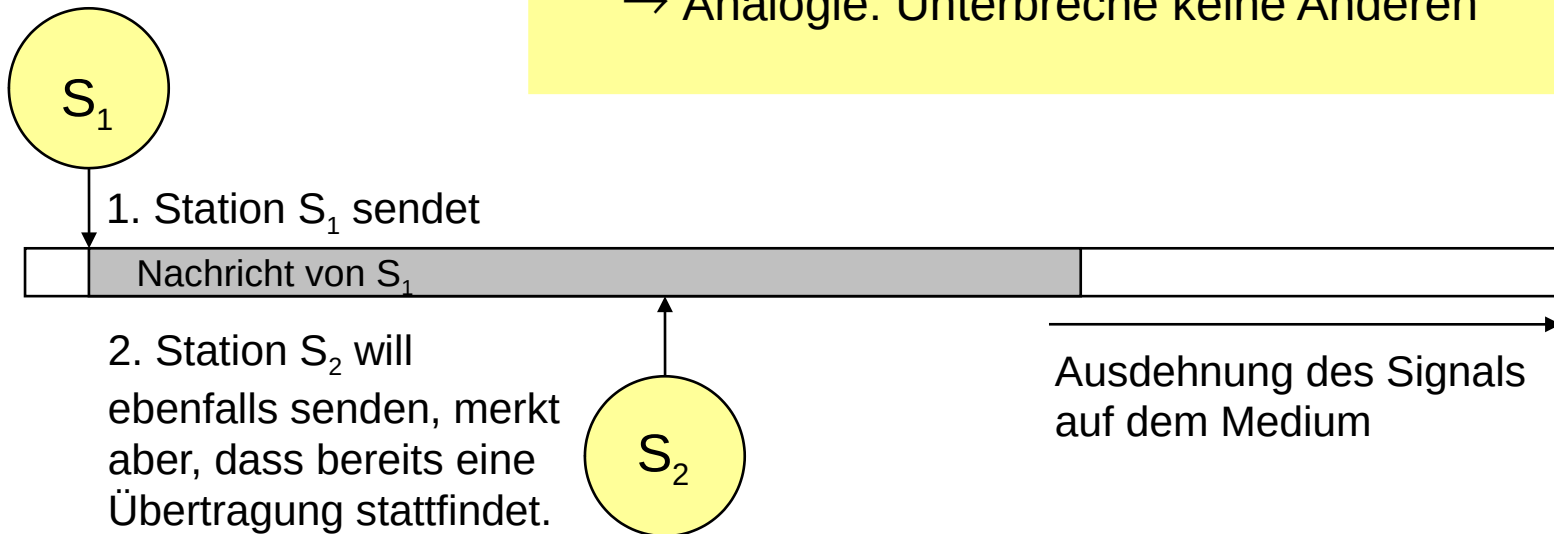 → Analogie: Unterbreche keine Anderen
S₁
1. Station S₁ sendet
Nachricht von S₁
2. Station S₂ will
ebenfalls senden, merkt
aber, dass bereits eine
Übertragung stattfindet.
S₂
Ausdehnung des Signals
auf dem Medium